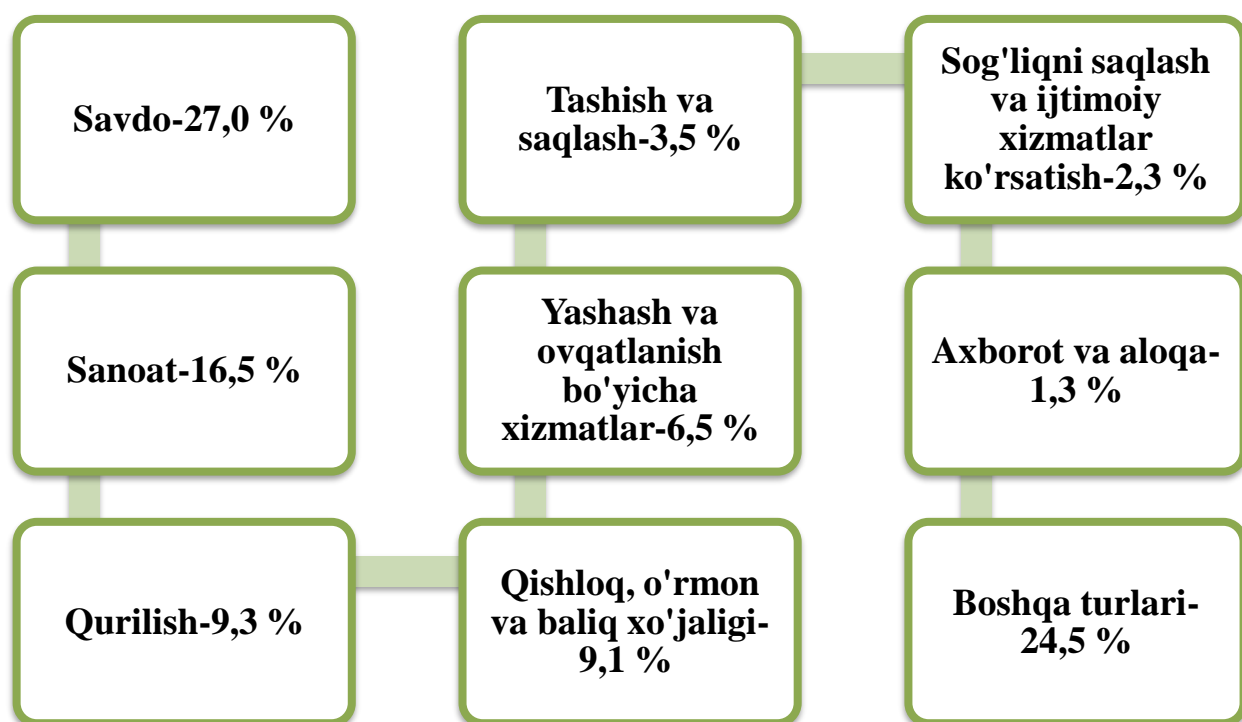 Savdo-27,0 %
Sanoat-16,5 %
Qurilish-9,3 %
Qishloq, o'rmon
va baliq xo'jaligi-
9,1 %
Yashash va
ovqatlanish
bo'yicha
xizmatlar-6,5 %
Tashish va
saqlash-3,5 %
Sog'liqni saqlash
va ijtimoiy
xizmatlar
ko'rsatish-2,3 %
Axborot va aloqa-
1,3 %
Boshqa turlari-
24,5 %